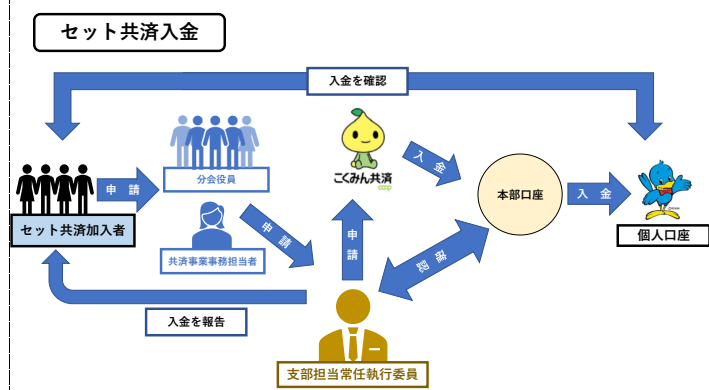 セット共済入金
入金を確認
分会役員
こくみん共済
coop
申請
入金
本部口座
入金
セット共済加入者
個人口座
共済事業事務担当者
申請
申請
確認
入金を報告
支部担当常任執行委員